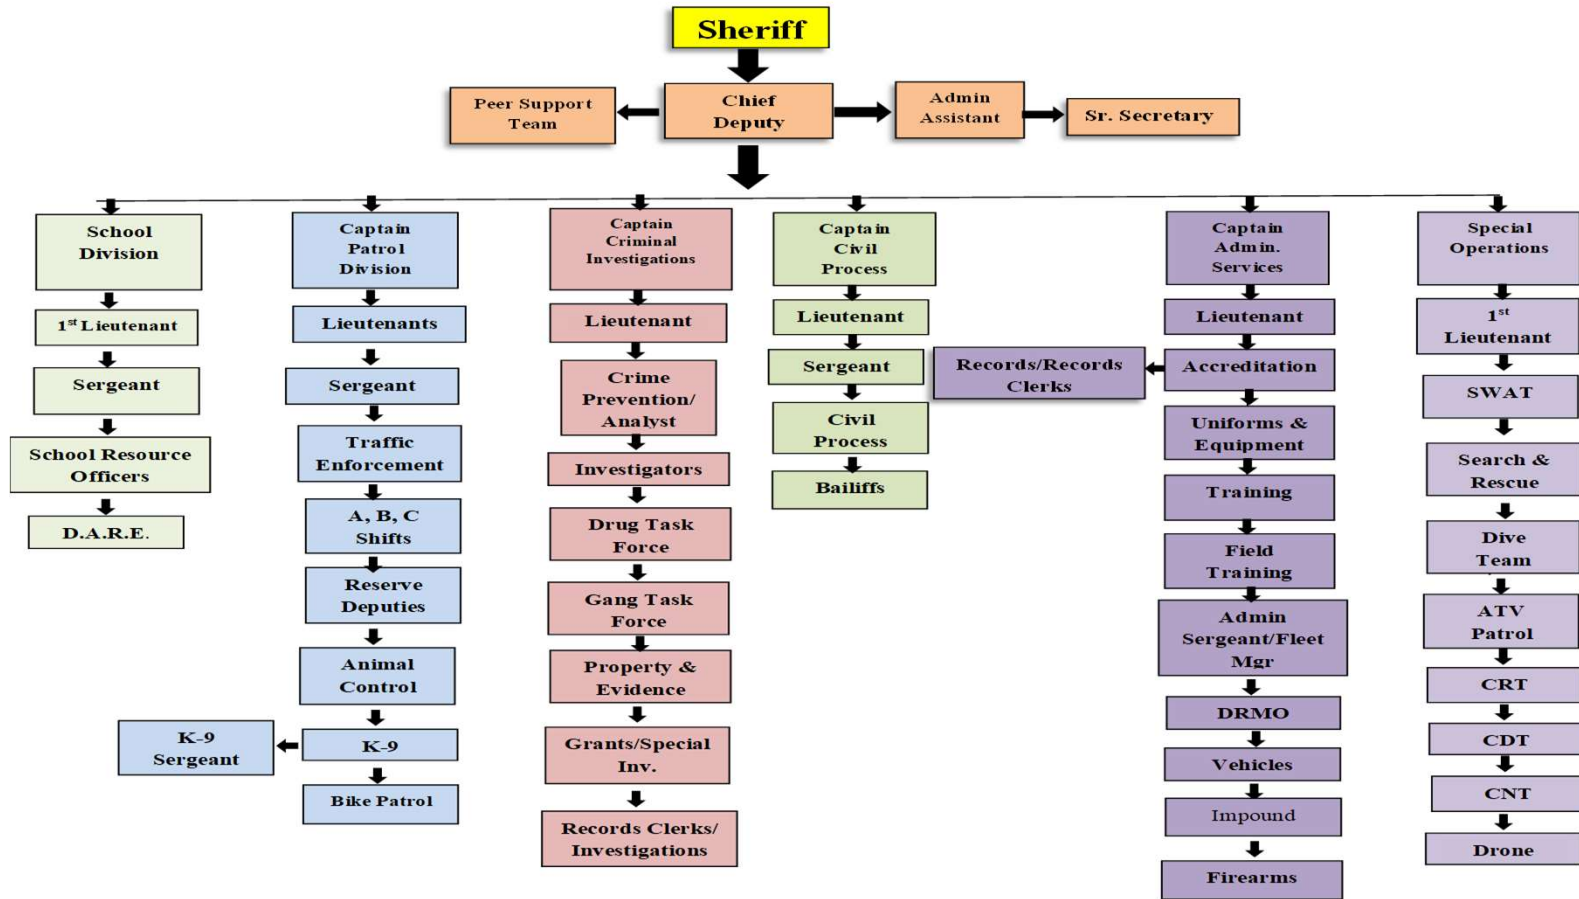 Sheriff
Peer Support
Team
Chief
Deputy
Admin
Assistant
Sr. Secretary
School
Division
1st Lieutenant
Sergeant
School Resource
Officers
D.A.R.E.
Captain
Patrol
Division
Lieutenants
Sergeant
Traffic
Enforcement
A, B, C
Shifts
Reserve
Deputies
Animal
Control
K-9
Sergeant
K-9
Bike Patrol
Captain
Criminal
Investigations
Lieutenant
Crime
Prevention/
Analyst
Investigators
Drug Task
Force
Gang Task
Force
Property &
Evidence
Grants/Special
Inv.
Records Clerks/
Investigations
Captain
Civil
Process
Lieutenant
Sergeant
Civil
Process
Bailiffs
Captain
Admin.
Services
Lieutenant
Records/Records
Clerks
Accreditation
Uniforms &
Equipment
Training
Field
Training
Admin
Sergeant/Fleet
Mgr
DRMO
Vehicles
Impound
Firearms
Special
Operations
1st
Lieutenant
SWAT
Search &
Rescue
Dive
Team
ATV
Patrol
CRT
CDT
CNT
Drone